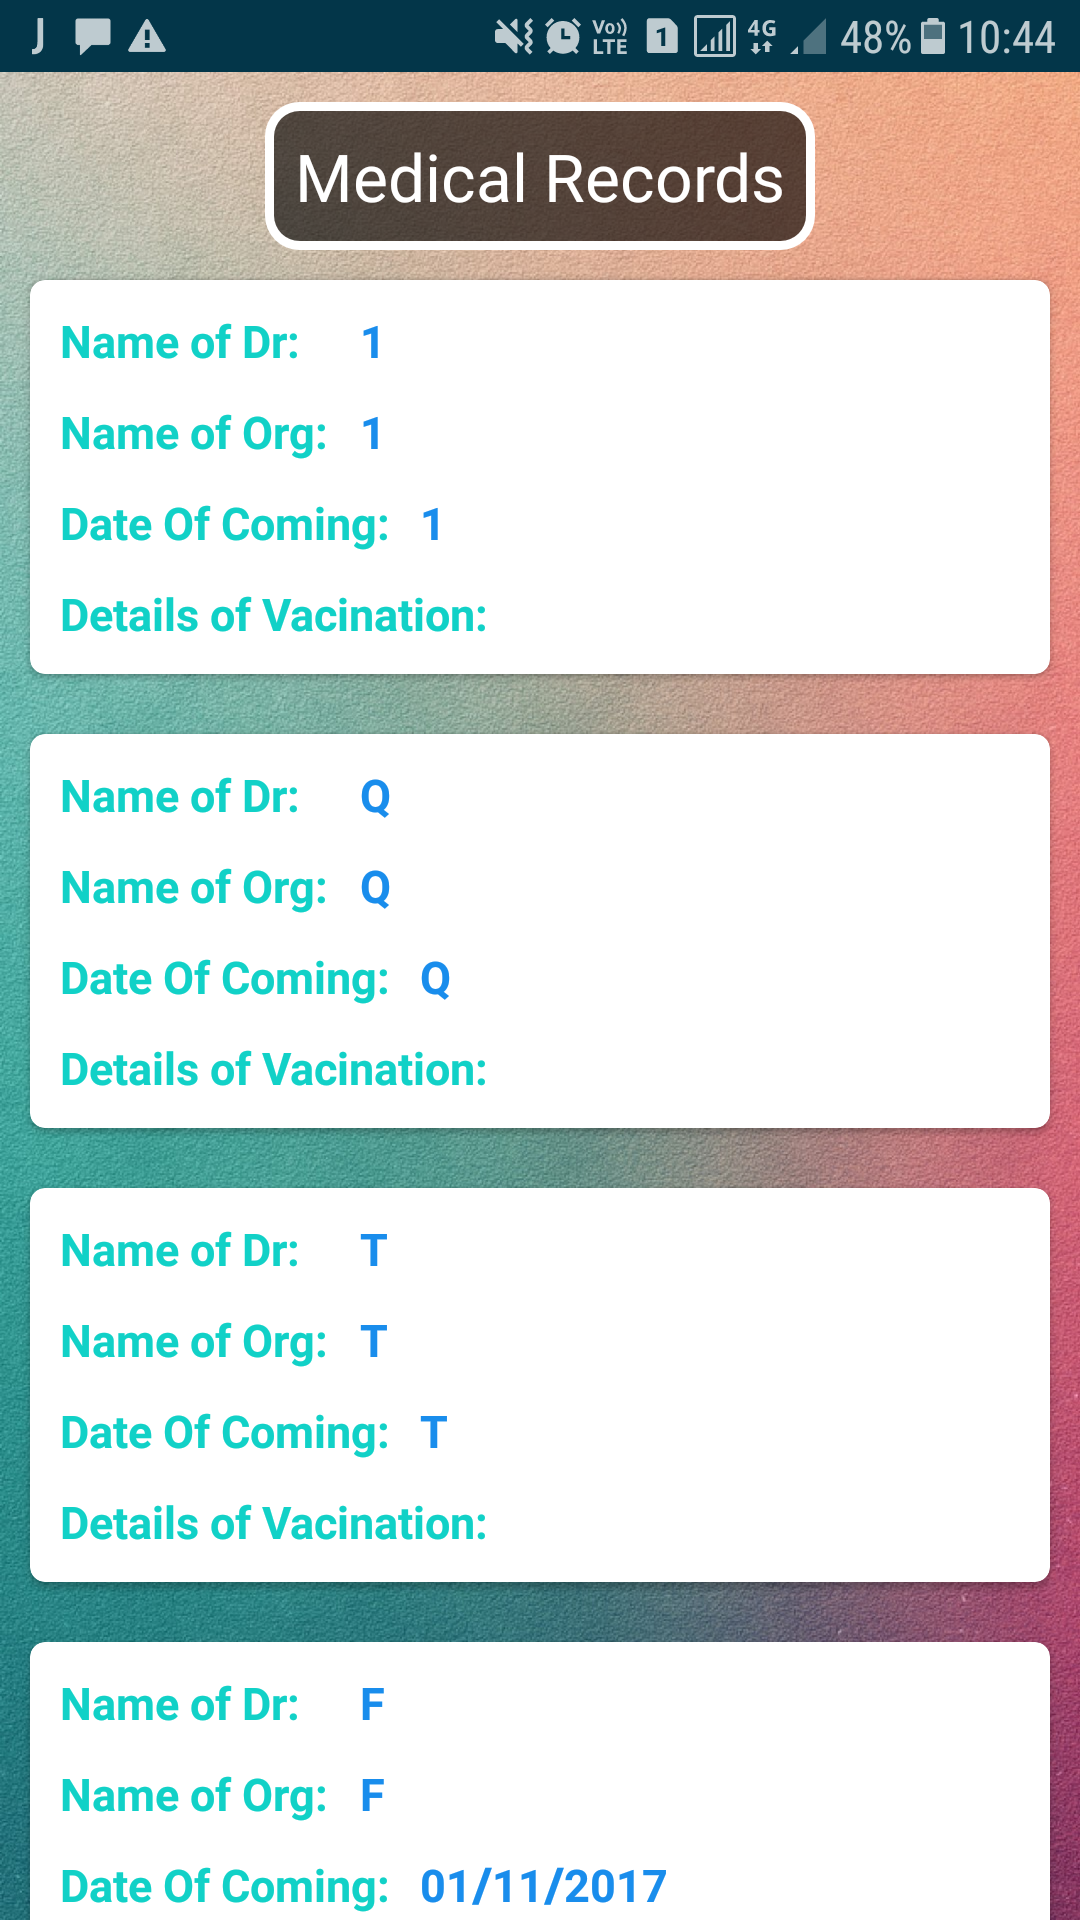 VoLTE 1 4G 48% 10:44
Medical Records
Name of Dr: 1
Name of Org: 1
Date Of Coming: 1
Details of Vacination:
Name of Dr: Q
Name of Org: Q
Date Of Coming: Q
Details of Vacination:
Name of Dr: T
Name of Org: T
Date Of Coming: T
Details of Vacination:
Name of Dr: F
Name of Org: F
Date Of Coming: 01/11/2017